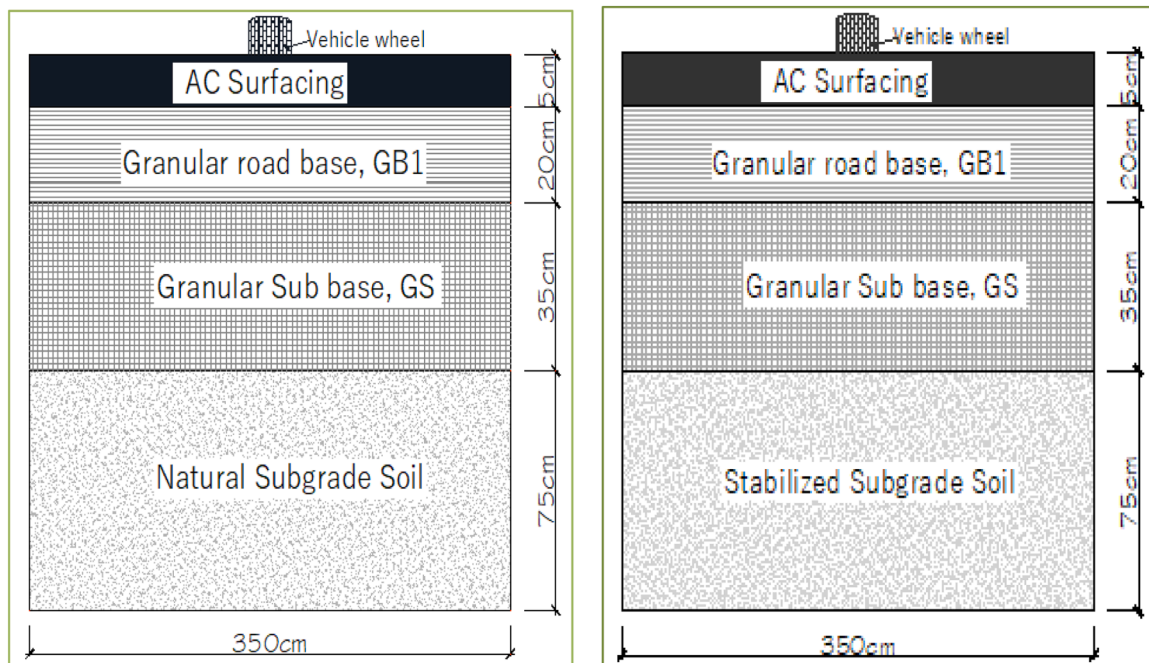 Vehicle wheel
AC Surfacing
5cm
Granular road base, GB1
20cm
Granular Sub base, GS
35cm
Natural Subgrade Soil
75cm
350cm
Vehicle wheel
AC Surfacing
5cm
Granular road base, GB1
20cm
Granular Sub base, GS
35cm
Stabilized Subgrade Soil
75cm
350cm